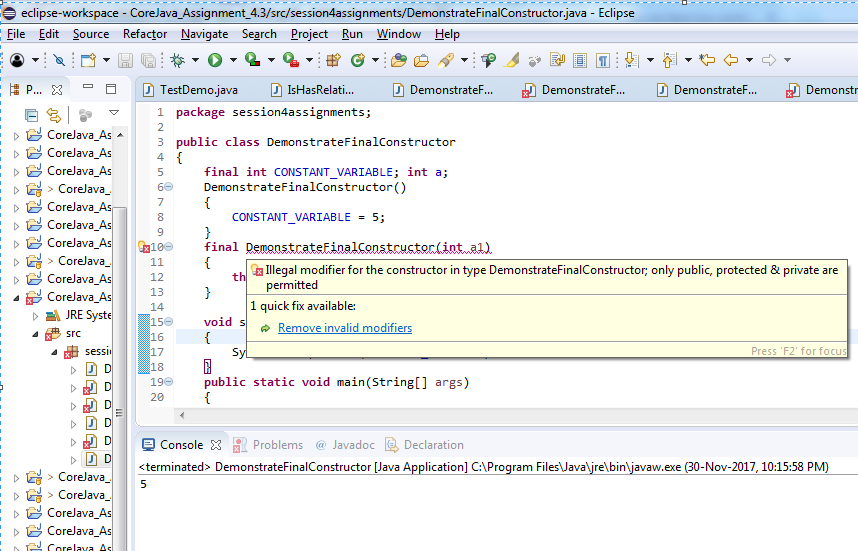 eclipse-workspace - CoreJava_Assignment_4.3/src/session4assignments/DemonstrateFinalConstructor.java - Eclipse
File Edit Source Refactor Navigate Search Project Run Window Help
P...
TestDemo.java IsHasRelati... DemonstrateF... DemonstrateF... DemonstrateF... Demonst
CoreJava_As
CoreJava_As
CoreJava_As
> CoreJava_
CoreJava_As
CoreJava_As
CoreJava_As
> CoreJava_
CoreJava_As
CoreJava_As
JRE Syste
src
sessi
D
D
D
D
D
D
> CoreJava_
> CoreJava_
CoreJava_As
CoreJava_As
CoreJava_As
1 package session4assignments;
2
3 public class DemonstrateFinalConstructor
4 {
5 final int CONSTANT_VARIABLE; int a;
6 DemonstrateFinalConstructor()
7 {
8 CONSTANT_VARIABLE = 5;
9 }
10 final DemonstrateFinalConstructor(int a1)
11 {
12 th
13 }
14
15 void s
16 {
17 Sy
18 }
19 public static void main(String[] args)
20 {
Illegal modifier for the constructor in type DemonstrateFinalConstructor; only public, protected & private are
permitted
1 quick fix available:
Remove invalid modifiers
Press 'F2' for focus
Console Problems @ Javadoc Declaration
<terminated> DemonstrateFinalConstructor [Java Application] C:\Program Files\Java\jre\bin\javaw.exe (30-Nov-2017, 10:15:58 PM)
5